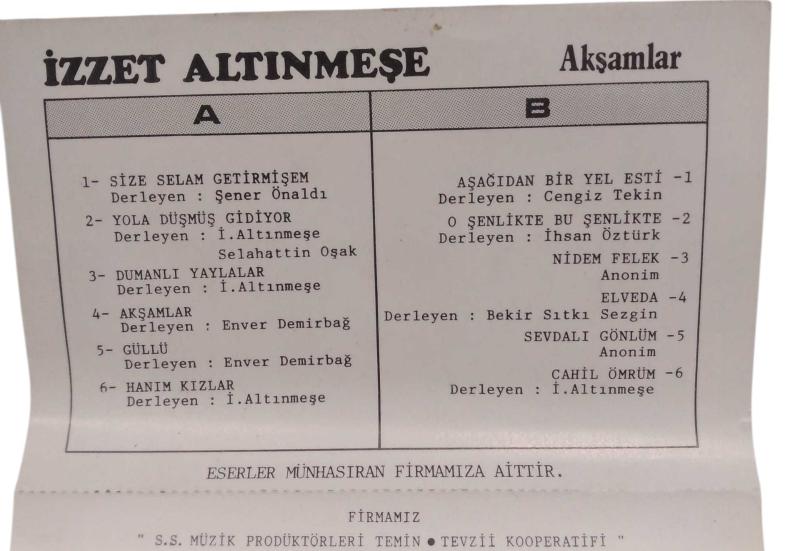 İZZET ALTINMEŞE
Akşamlar
A
1- SİZE SELAM GETİRMİŞEM
Derleyen : Şener Önaldı
2- YOLA DÜŞMÜŞ GİDİYOR
Derleyen : İ.Altınmeşe
Selahattin Oşak
3- DUMANLI YAYLALAR
Derleyen : İ.Altınmeşe
4- AKŞAMLAR
Derleyen : Enver Demirbağ
5- GÜLLÜ
Derleyen : Enver Demirbağ
6- HANIM KIZLAR
Derleyen : İ.Altınmeşe
B
AŞAĞIDAN BİR YEL ESTİ -1
Derleyen : Cengiz Tekin
O ŞENLİKTE BU ŞENLİKTE -2
Derleyen : İhsan Öztürk
NİDEM FELEK -3
Anonim
ELVEDA -4
Derleyen : Bekir Sıtkı Sezgin
SEVDALI GÖNLÜM -5
Anonim
CAHİL ÖMRÜM -6
Derleyen : İ.Altınmeşe
ESERLER MÜNHASIRAN FİRMAMIZA AİTTİR.
FİRMAMIZ
" S.S. MÜZİK PRODÜKTÖRLERİ TEMİN ● TEVZİİ KOOPERATİFİ "